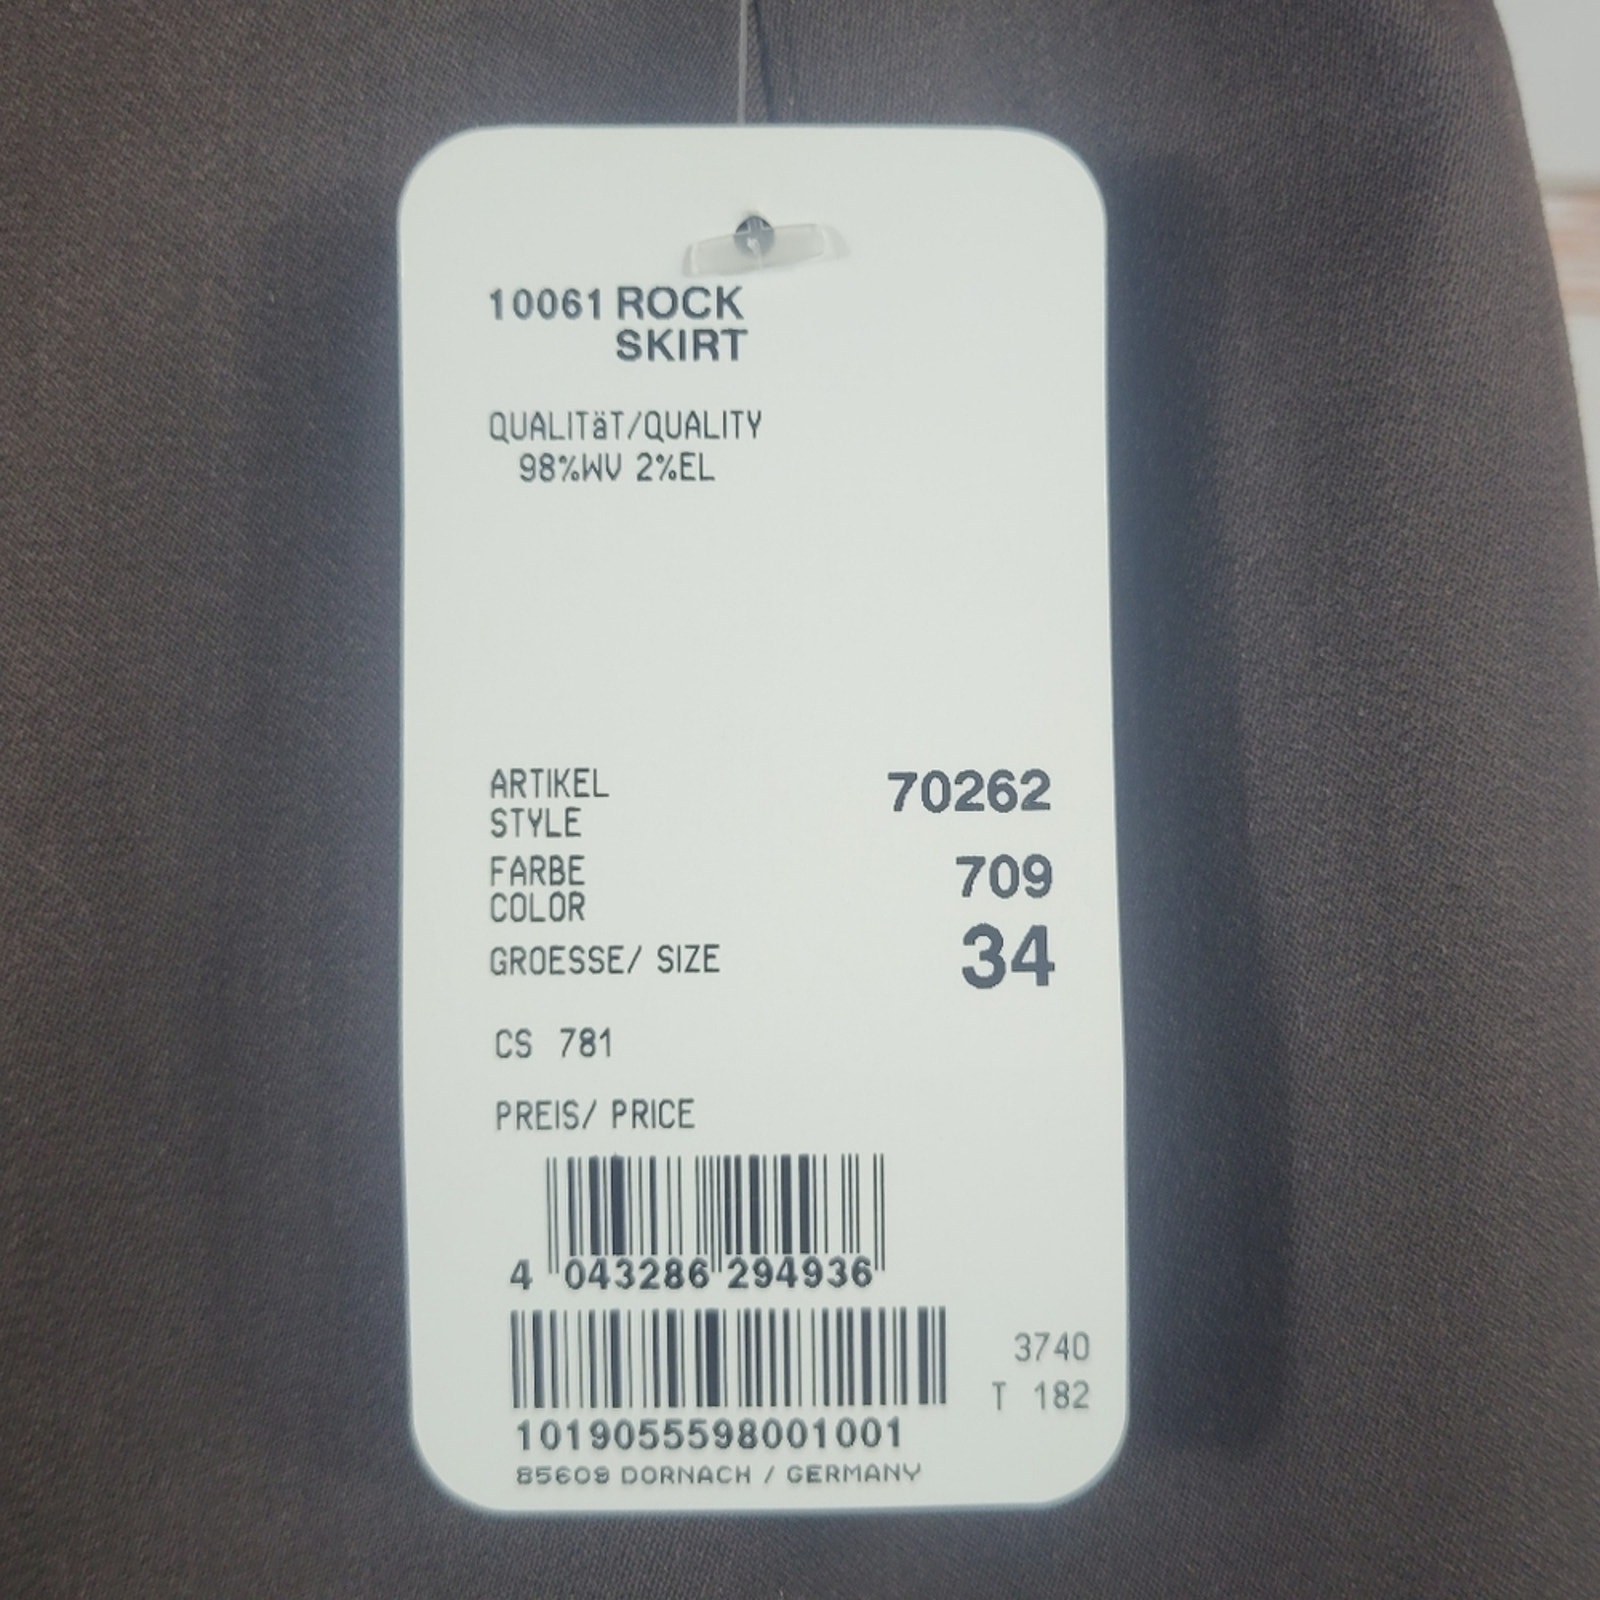 10061 ROCK
SKIRT
QUALITäT/QUALITY
98%WV 2%EL
ARTIKEL 70262
STYLE
FARBE 709
COLOR
GROESSE/ SIZE 34
CS 781
PREIS/ PRICE
4 043286 294936
3740
T 182
1019055598001001
85609 DORNACH / GERMANY